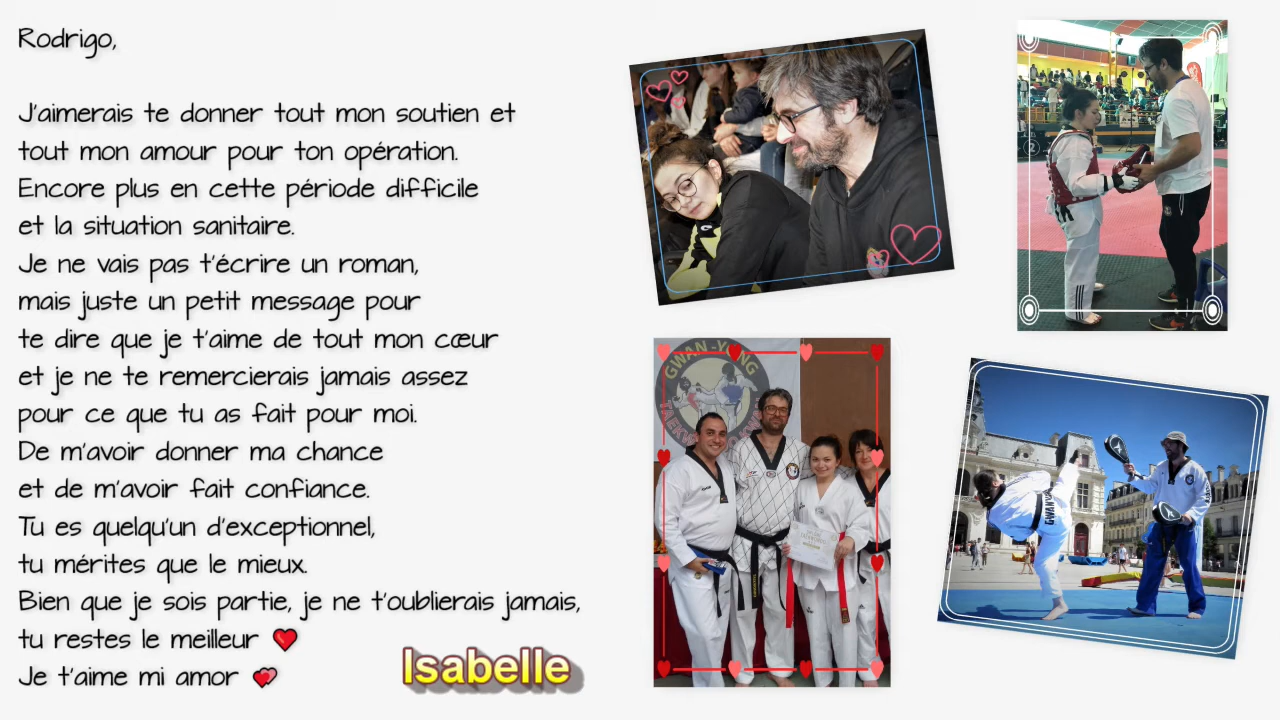 Rodrigo,
J'aimerais te donner tout mon soutien et
tout mon amour pour ton opération.
Encore plus en cette période difficile
et la situation sanitaire.
Je ne vais pas t'écrire un roman,
mais juste un petit message pour
te dire que je t'aime de tout mon cœur
et je ne te remercierais jamais assez
pour ce que tu as fait pour moi.
De m'avoir donner ma chance
et de m'avoir fait confiance.
Tu es quelqu'un d'exceptionnel,
tu mérites que le mieux.
Bien que je sois partie, je ne t'oublierais jamais,
tu restes le meilleur ❤
Je t'aime mi amor 💕
Isabelle
GWAN-YONG
GWAN